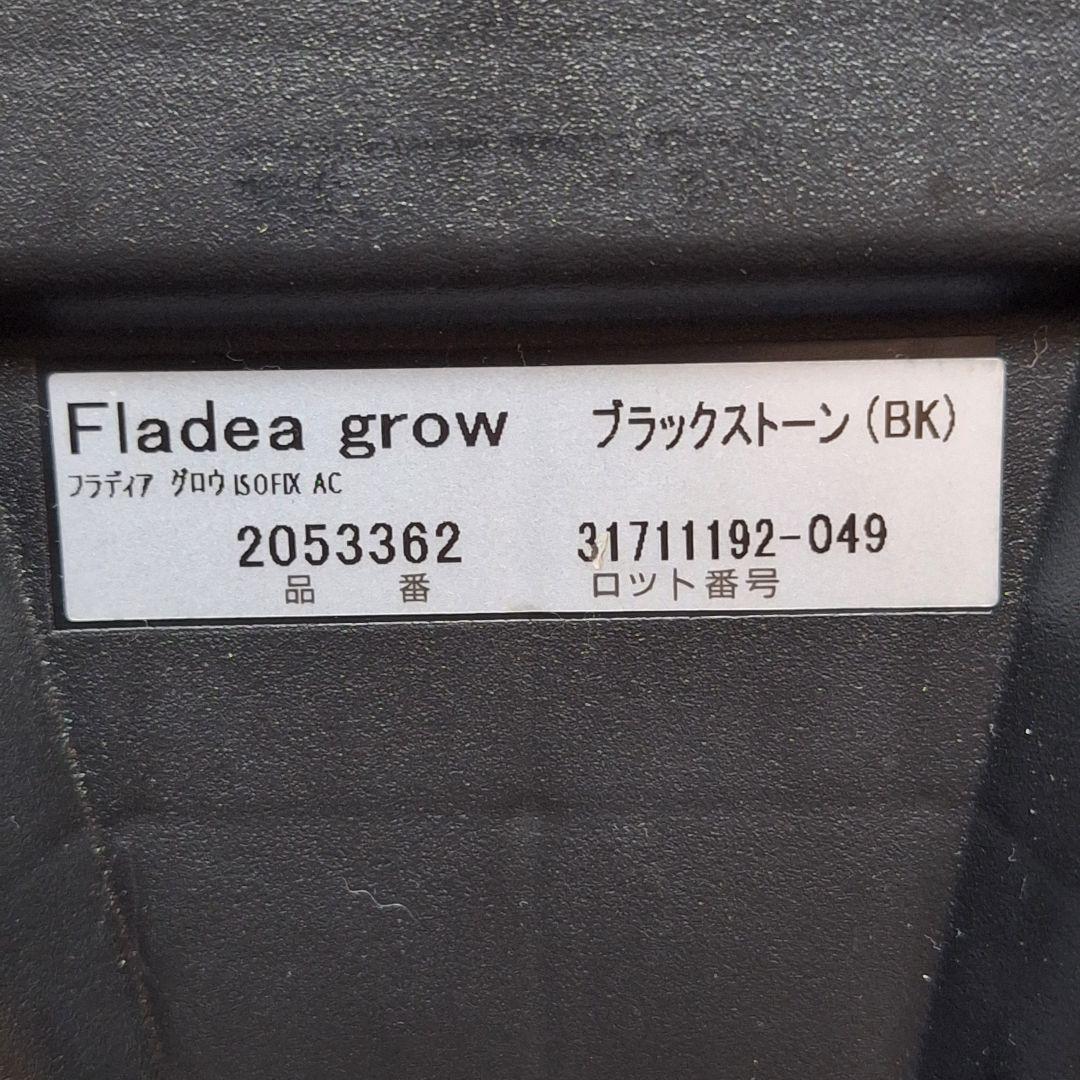 Fladea grow ブラックストーン(BK)
フラディア グロウ ISOFIX AC
2053362 31711192-049
品番 ロット番号